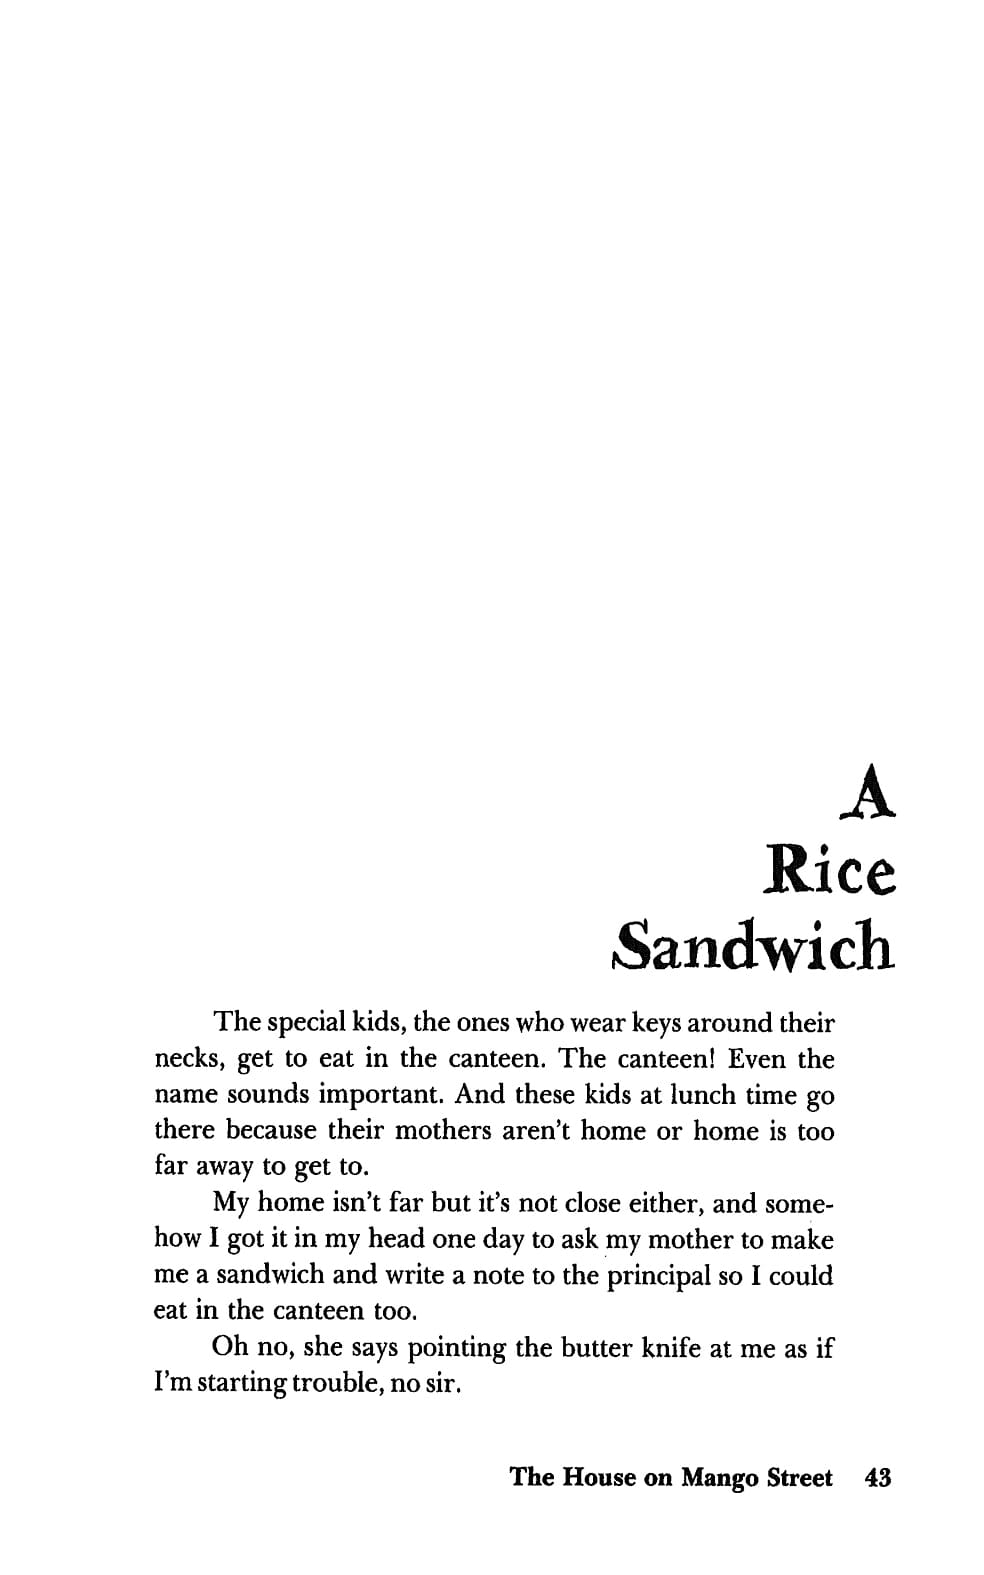 A
Rice
Sandwich
The special kids, the ones who wear keys around their
necks, get to eat in the canteen. The canteen! Even the
name sounds important. And these kids at lunch time go
there because their mothers aren't home or home is too
far away to get to.
My home isn't far but it's not close either, and some-
how I got it in my head one day to ask my mother to make
me a sandwich and write a note to the principal so I could
eat in the canteen too.
Oh no, she says pointing the butter knife at me as if
I'm starting trouble, no sir.
The House on Mango Street 43